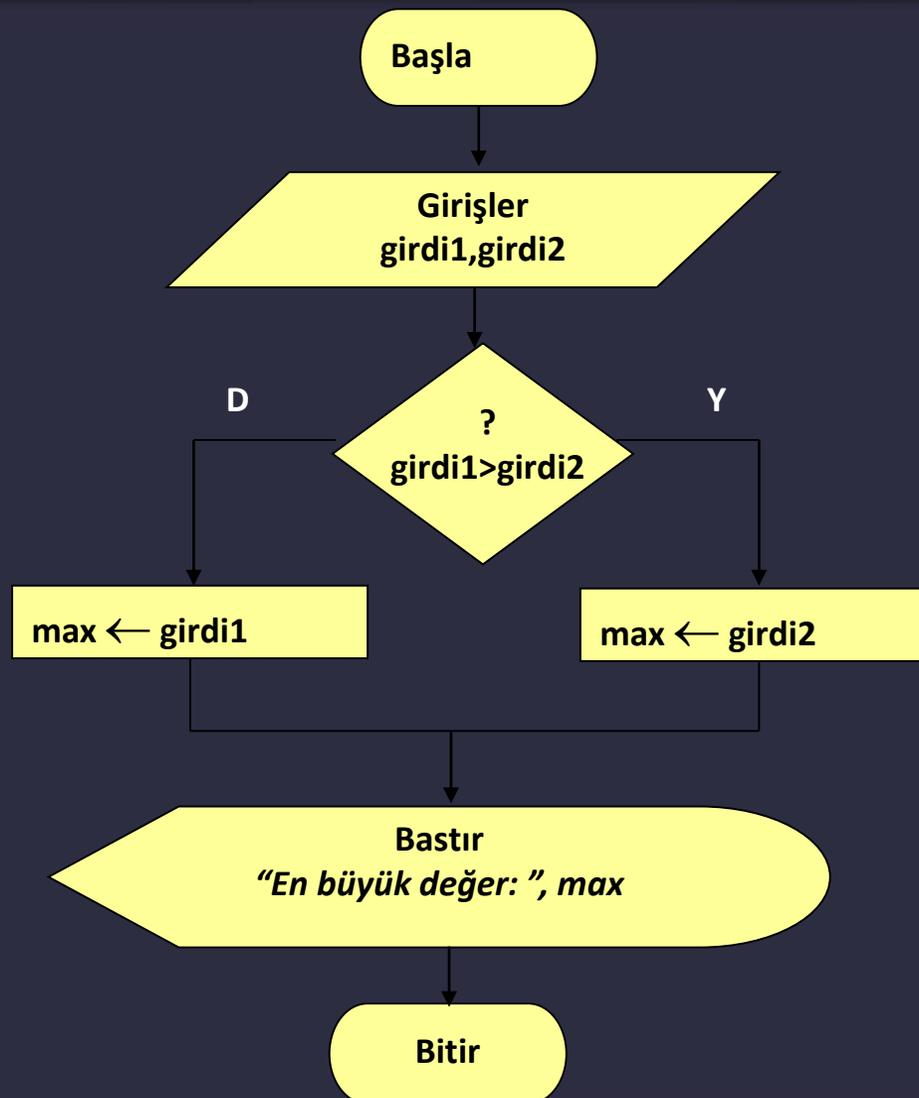 Başla
Girişler
girdi1,girdi2
D
Y
?
girdi1>girdi2
max ← girdi1
max ← girdi2
Bastır
“En büyük değer: ”, max
Bitir